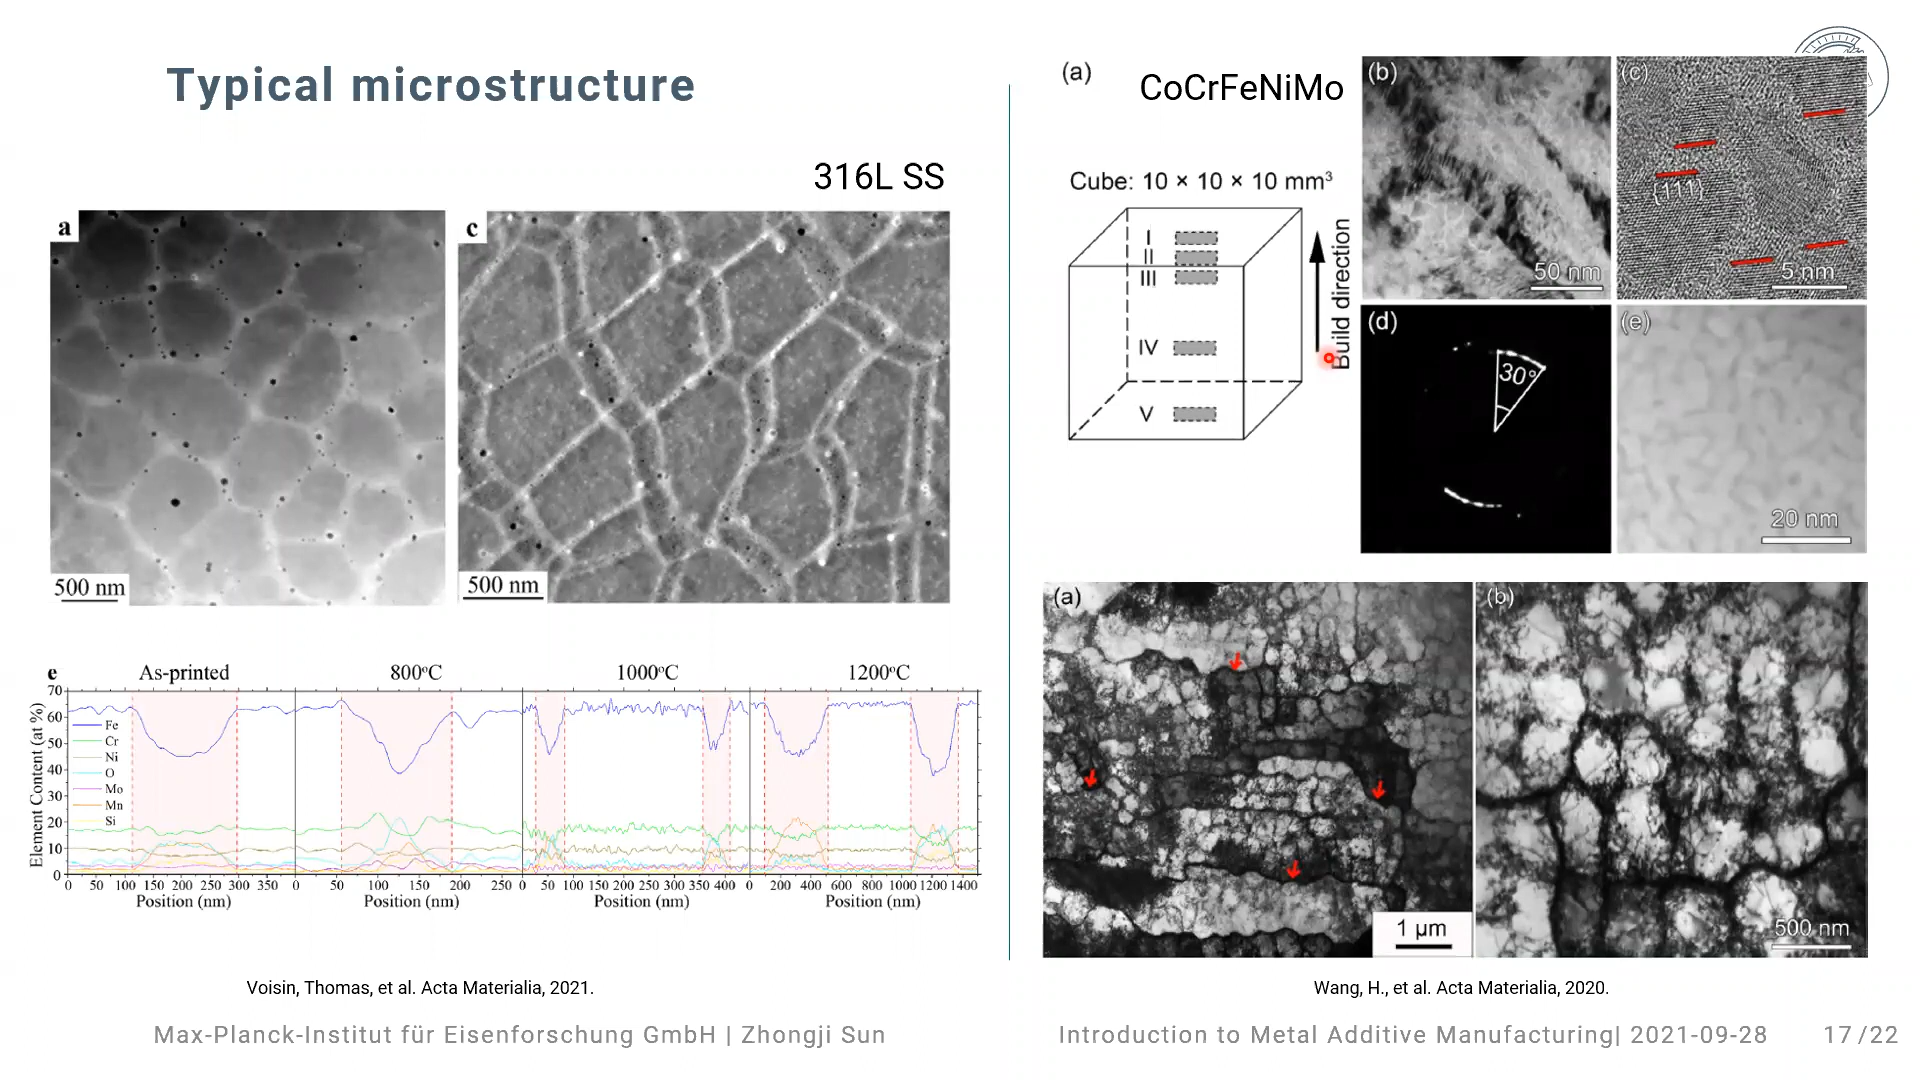 Typical microstructure
316L SS
a
500 nm
c
500 nm
e
As-printed
800ºC
1000ºC
1200ºC
Element Content (at %)
70
60
50
40
30
20
10
0
Fe
Cr
Ni
O
Mo
Mn
Si
0 50 100 150 200 250 300 350
0 50 100 150 200 250
0 50 100 150 200 250 300 350 400
0 200 400 600 800 1000 1200 1400
Position (nm)
Position (nm)
Position (nm)
Position (nm)
Voisin, Thomas, et al. Acta Materialia, 2021.
(a)
CoCrFeNiMo
Cube: 10 × 10 × 10 mm³
I
II
III
IV
V
Build direction
(b)
50 nm
(c)
{111}
5 nm
(d)
30°
(e)
20 nm
(a)
1 μm
(b)
500 nm
Wang, H., et al. Acta Materialia, 2020.
Max-Planck-Institut für Eisenforschung GmbH | Zhongji Sun
Introduction to Metal Additive Manufacturing| 2021-09-28
17/22